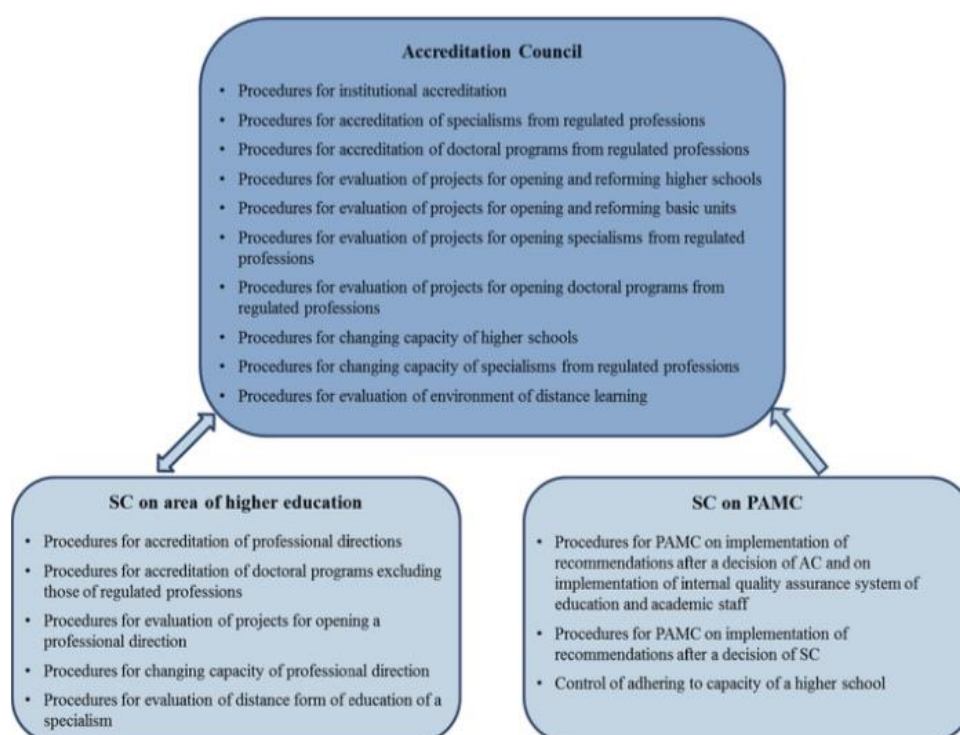 Accreditation Council
• Procedures for institutional accreditation
• Procedures for accreditation of specialisms from regulated professions
• Procedures for accreditation of doctoral programs from regulated professions
• Procedures for evaluation of projects for opening and reforming higher schools
• Procedures for evaluation of projects for opening and reforming basic units
• Procedures for evaluation of projects for opening specialisms from regulated
professions
• Procedures for evaluation of projects for opening doctoral programs from
regulated professions
• Procedures for changing capacity of higher schools
• Procedures for changing capacity of specialisms from regulated professions
• Procedures for evaluation of environment of distance learning
SC on area of higher education
• Procedures for accreditation of professional directions
• Procedures for accreditation of doctoral programs excluding
those of regulated professions
• Procedures for evaluation of projects for opening a
professional direction
• Procedures for changing capacity of professional direction
• Procedures for evaluation of distance form of education of a
specialism
SC on PAMC
• Procedures for PAMC on implementation of
recommendations after a decision of AC and on
implementation of internal quality assurance system of
education and academic staff
• Procedures for PAMC on implementation of
recommendations after a decision of SC
• Control of adhering to capacity of a higher school